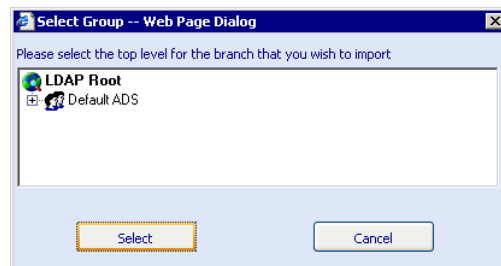 Select Group -- Web Page Dialog
Please select the top level for the branch that you wish to import
LDAP Root
Default ADS
Select Cancel